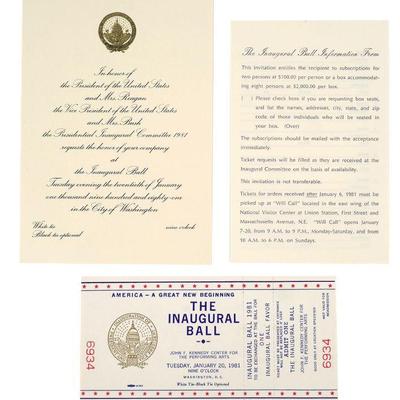 In honor of
the President of the United States
and Mrs. Reagan
the Vice President of the United States
and Mrs. Bush
the Presidential Inaugural Committee 1981
requests the honor of your company
at
the Inaugural Ball
Tuesday evening the twentieth of January
one thousand nine hundred and eighty-one
in the City of Washington
White tie
Black tie optional
nine o'clock
The Inaugural Ball Information Form
This invitation entitles the recipient to subscriptions for
two persons at $100.00 per person or a box accommodat-
ing eight persons at $2,000.00 per box.
( ) Please check here if you are requesting box seats,
and list the names, addresses, city, state, and zip
code of those individuals who will be seated in
your box. (Over)
The subscriptions should be mailed with the acceptance
immediately.
Ticket requests will be filled as they are received at the
Inaugural Committee on the basis of availability.
This invitation is not transferable.
Tickets for orders received after January 6, 1981 must be
picked up at "Will Call" located in the east wing of the
National Visitor Center at Union Station, First Street and
Massachusetts Avenue, N.E. "Will Call" opens January
7-20, from 9 A.M. to 9 P.M., Monday-Saturday, and from
10 A.M. to 6 P.M. on Sundays.
AMERICA – A GREAT NEW BEGINNING
THE
INAUGURAL
BALL
JOHN F. KENNEDY CENTER FOR
THE PERFORMING ARTS
TUESDAY, JANUARY 20, 1981
NINE O'CLOCK
WASHINGTON, D.C.
White Tie-Black Tie Optional
6934
INAUGURAL BALL 1981
TO BE EXCHANGED AT THE BALL FOR
ONE
INAUGURAL BALL FAVOR
ADMIT ONE
JOHN F. KENNEDY CENTER FOR
THE PERFORMING ARTS
6934